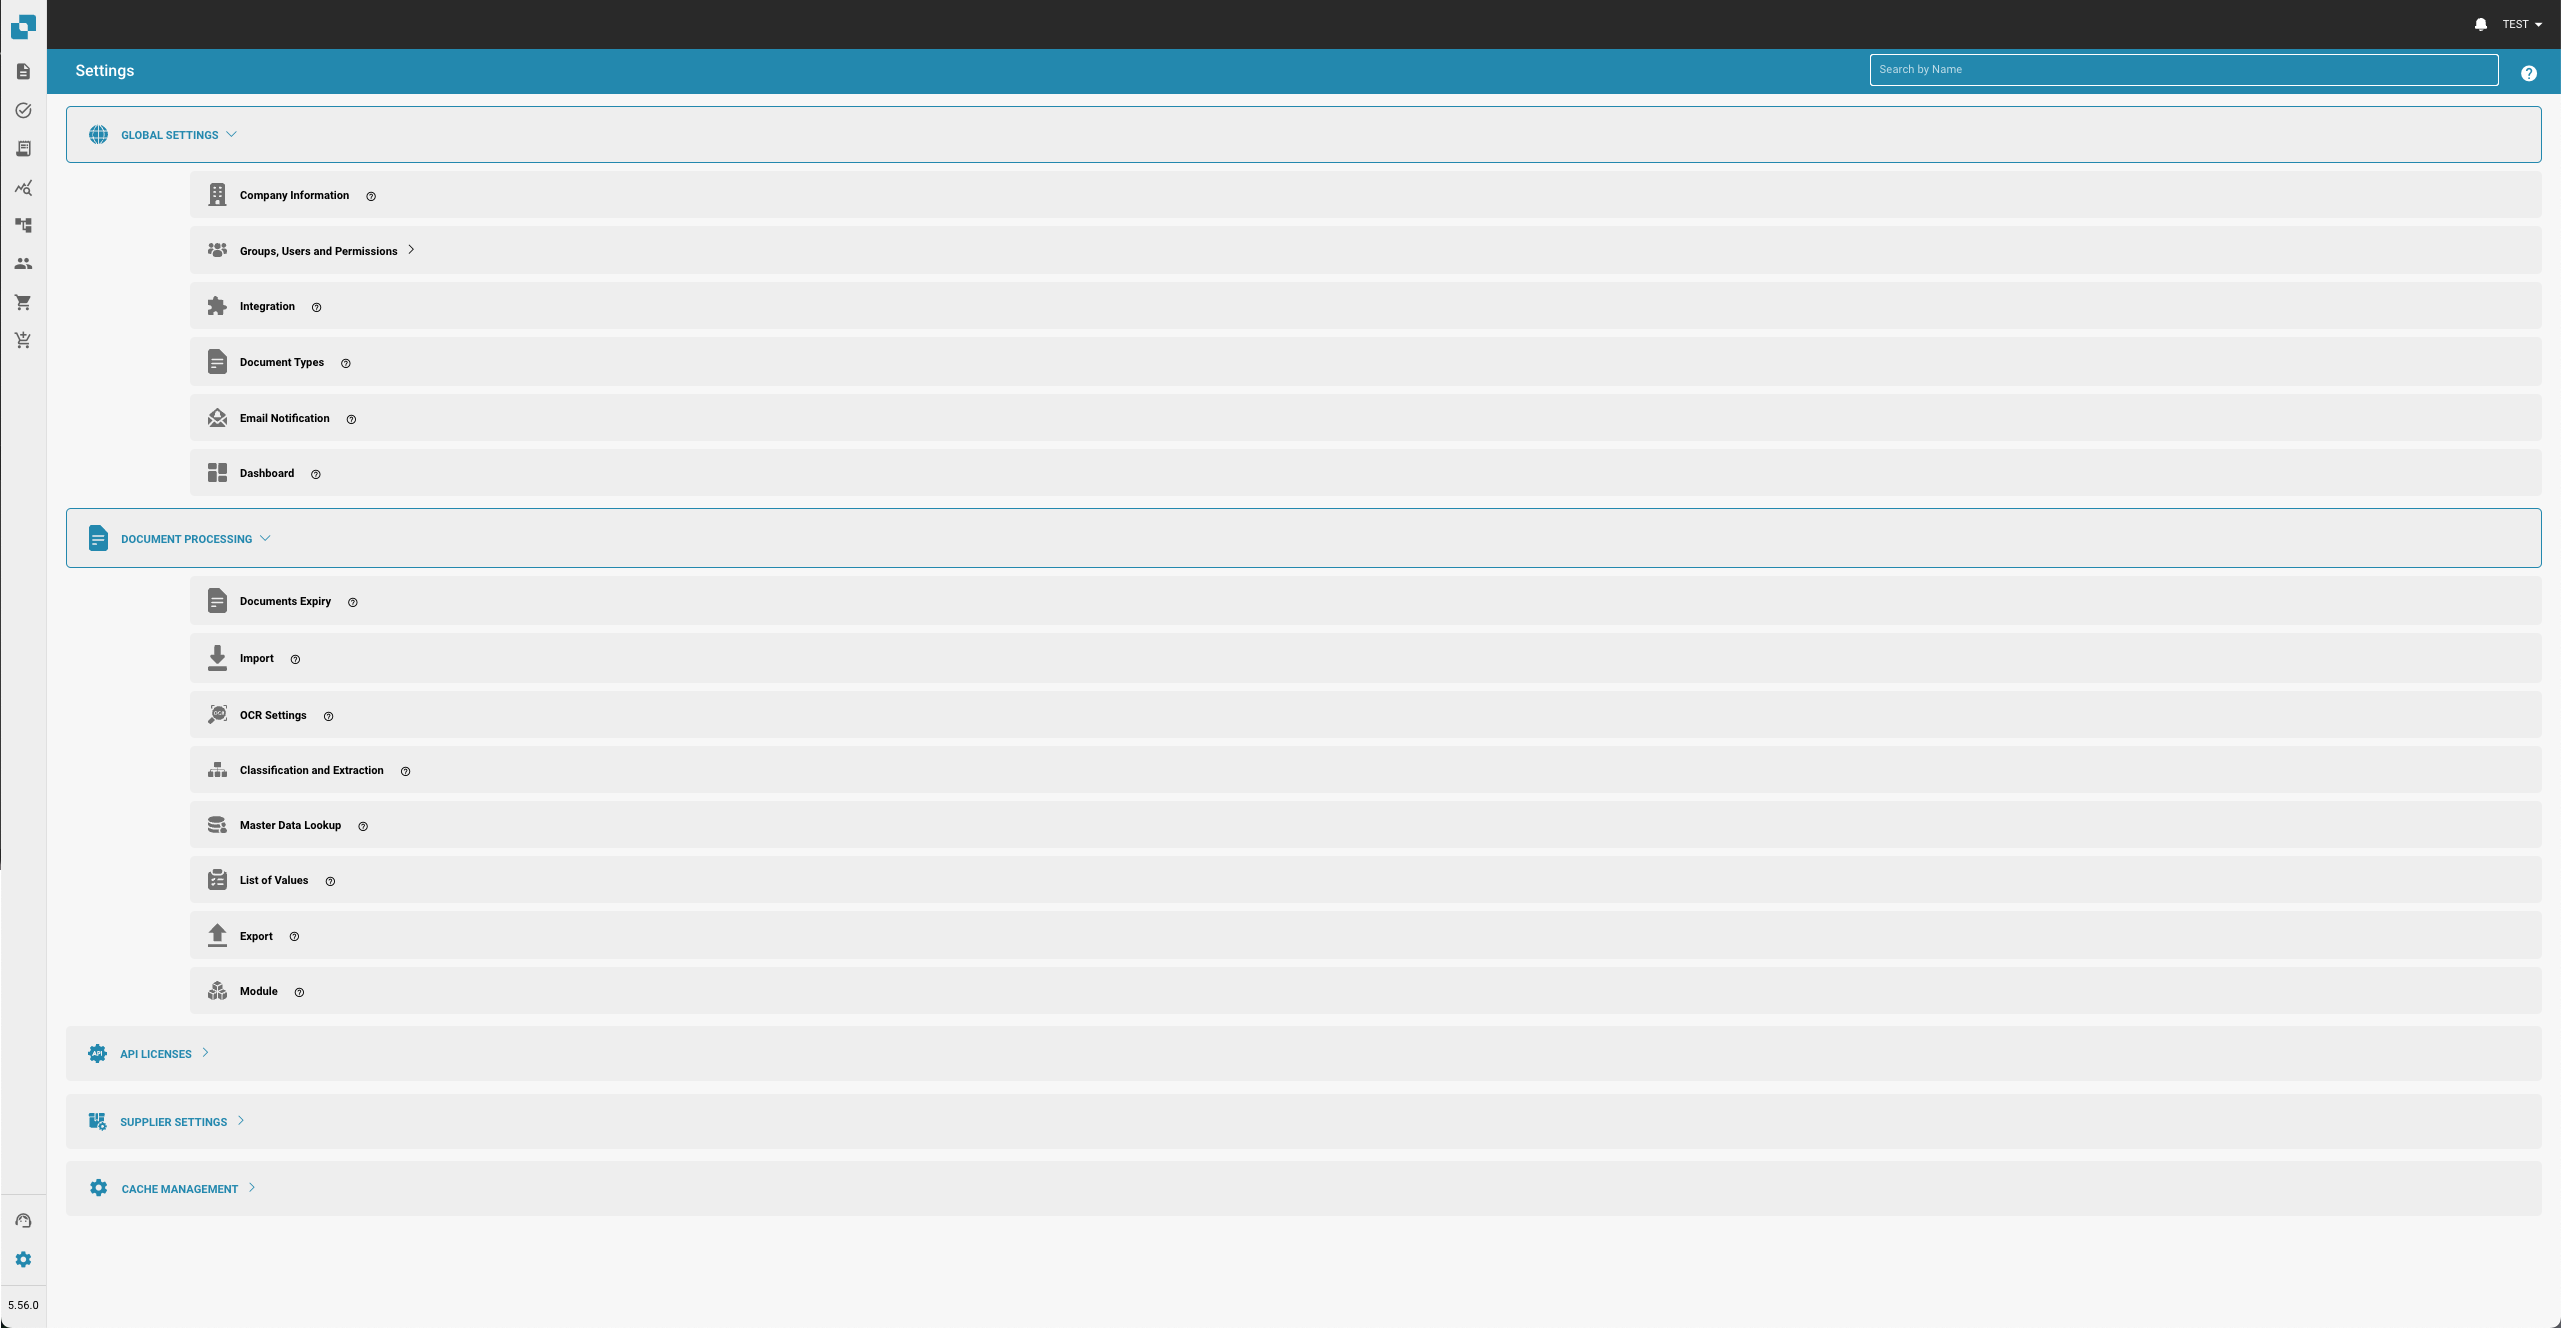 TEST
Settings
Search by Name
GLOBAL SETTINGS
Company Information
Groups, Users and Permissions
Integration
Document Types
Email Notification
Dashboard
DOCUMENT PROCESSING
Documents Expiry
Import
OCR
OCR Settings
Classification and Extraction
Master Data Lookup
List of Values
Export
Module
API
API LICENSES
SUPPLIER SETTINGS
CACHE MANAGEMENT
5.56.0